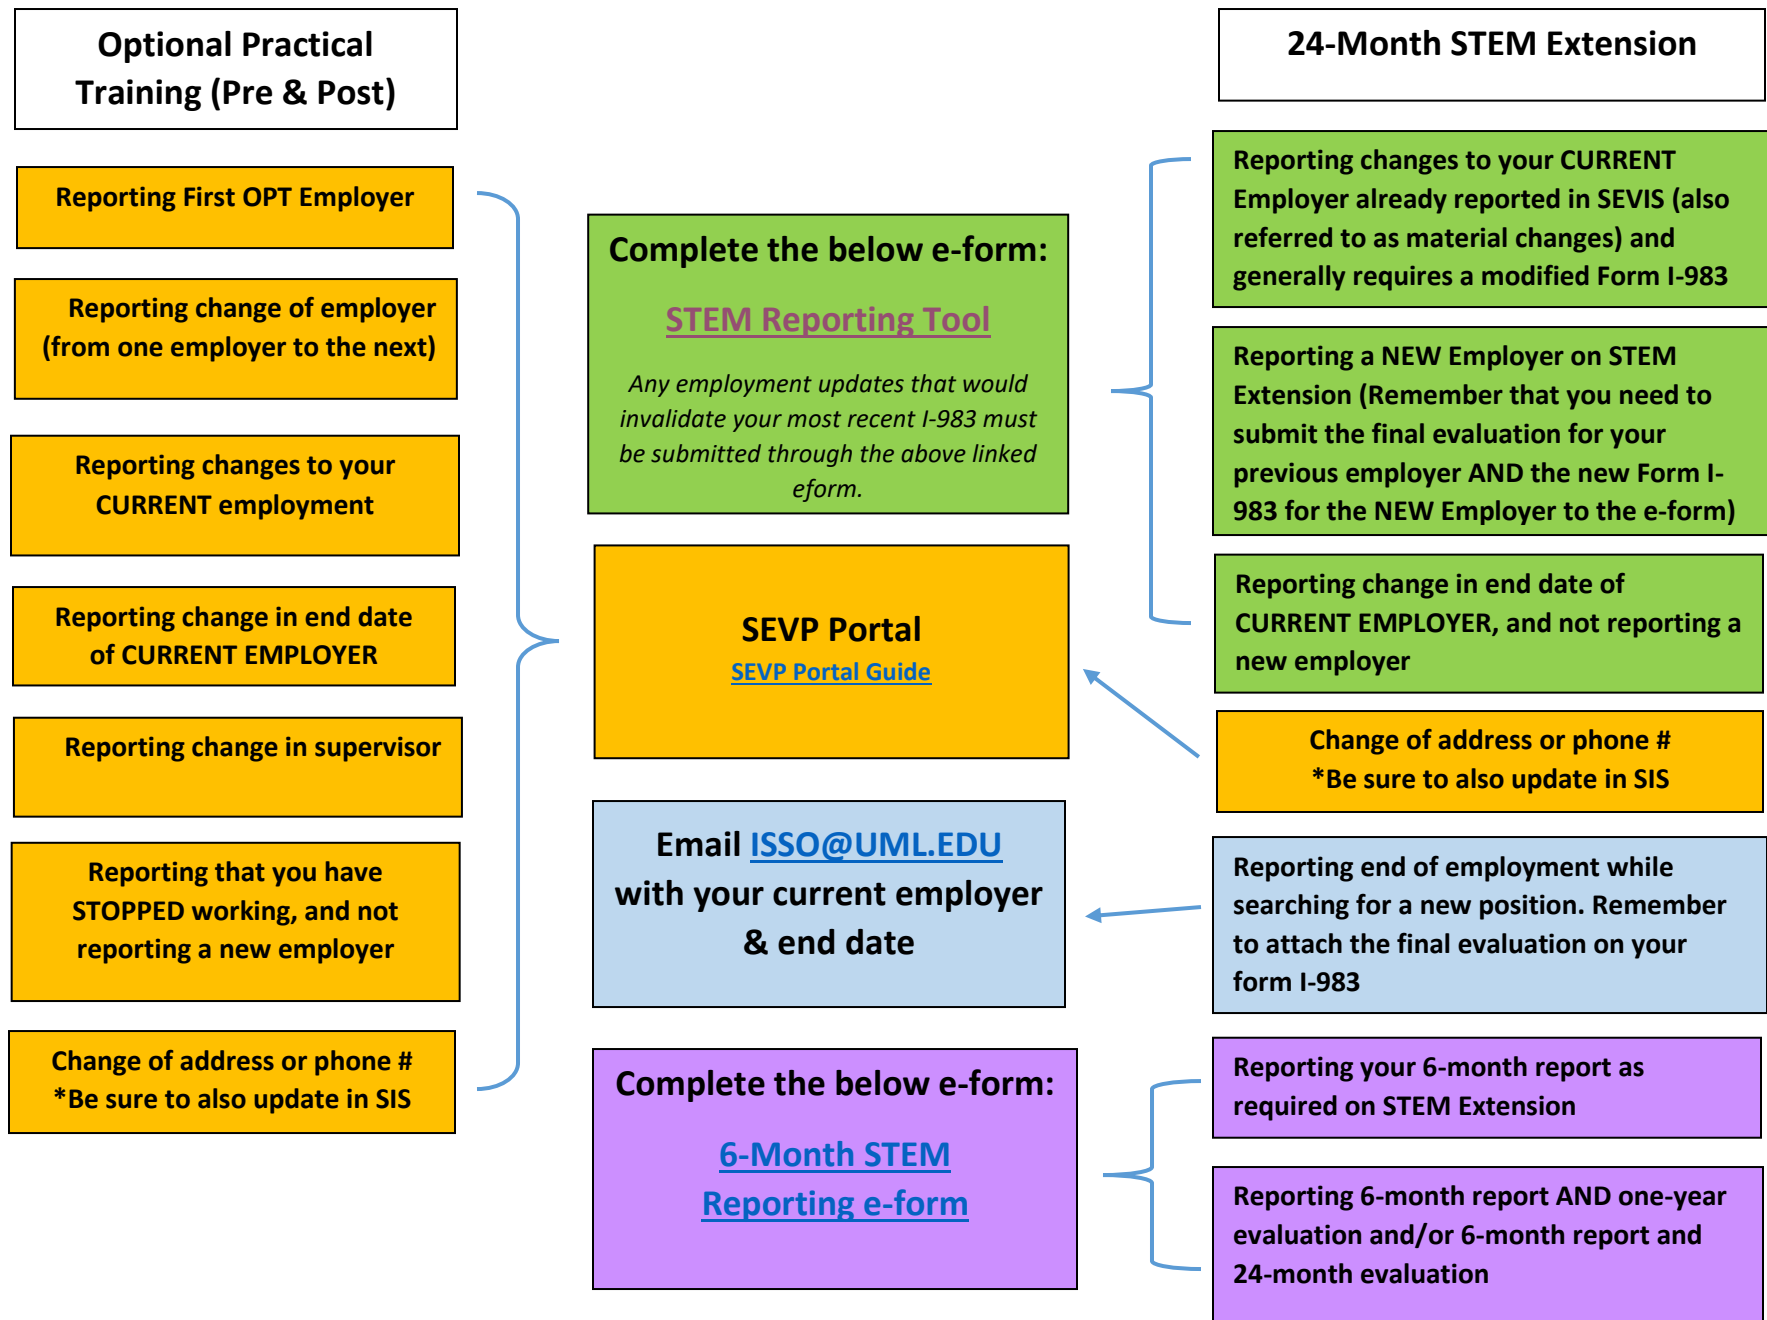 Optional Practical
Training (Pre & Post)
Reporting First OPT Employer
Reporting change of employer
(from one employer to the next)
Reporting changes to your
CURRENT employment
Reporting change in end date
of CURRENT EMPLOYER
Reporting change in supervisor
Reporting that you have
STOPPED working, and not
reporting a new employer
Change of address or phone #
*Be sure to also update in SIS
Complete the below e-form:
STEM Reporting Tool
Any employment updates that would
invalidate your most recent I-983 must
be submitted through the above linked
eform.
SEVP Portal
SEVP Portal Guide
Email ISSO@UML.EDU
with your current employer
& end date
Complete the below e-form:
6-Month STEM
Reporting e-form
24-Month STEM Extension
Reporting changes to your CURRENT
Employer already reported in SEVIS (also
referred to as material changes) and
generally requires a modified Form I-983
Reporting a NEW Employer on STEM
Extension (Remember that you need to
submit the final evaluation for your
previous employer AND the new Form I-
983 for the NEW Employer to the e-form)
Reporting change in end date of
CURRENT EMPLOYER, and not reporting a
new employer
Change of address or phone #
*Be sure to also update in SIS
Reporting end of employment while
searching for a new position. Remember
to attach the final evaluation on your
form I-983
Reporting your 6-month report as
required on STEM Extension
Reporting 6-month report AND one-year
evaluation and/or 6-month report and
24-month evaluation